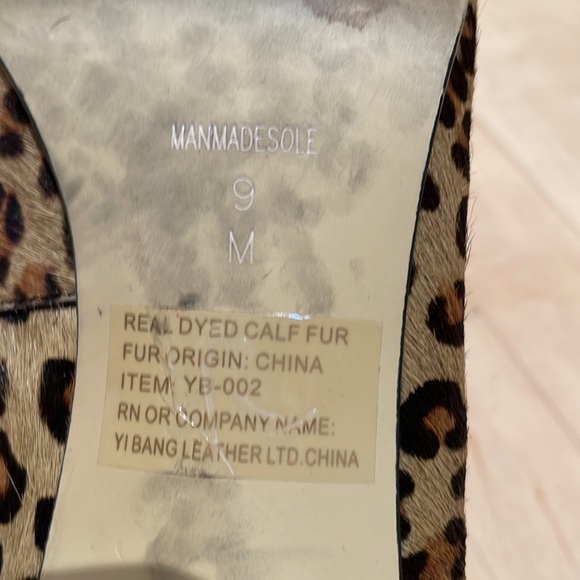 MANMADESOLE
9
M
REAL DYED CALF FUR
FUR ORIGIN: CHINA
ITEM: YB-002
RN OR COMPANY NAME:
YI BANG LEATHER LTD.CHINA